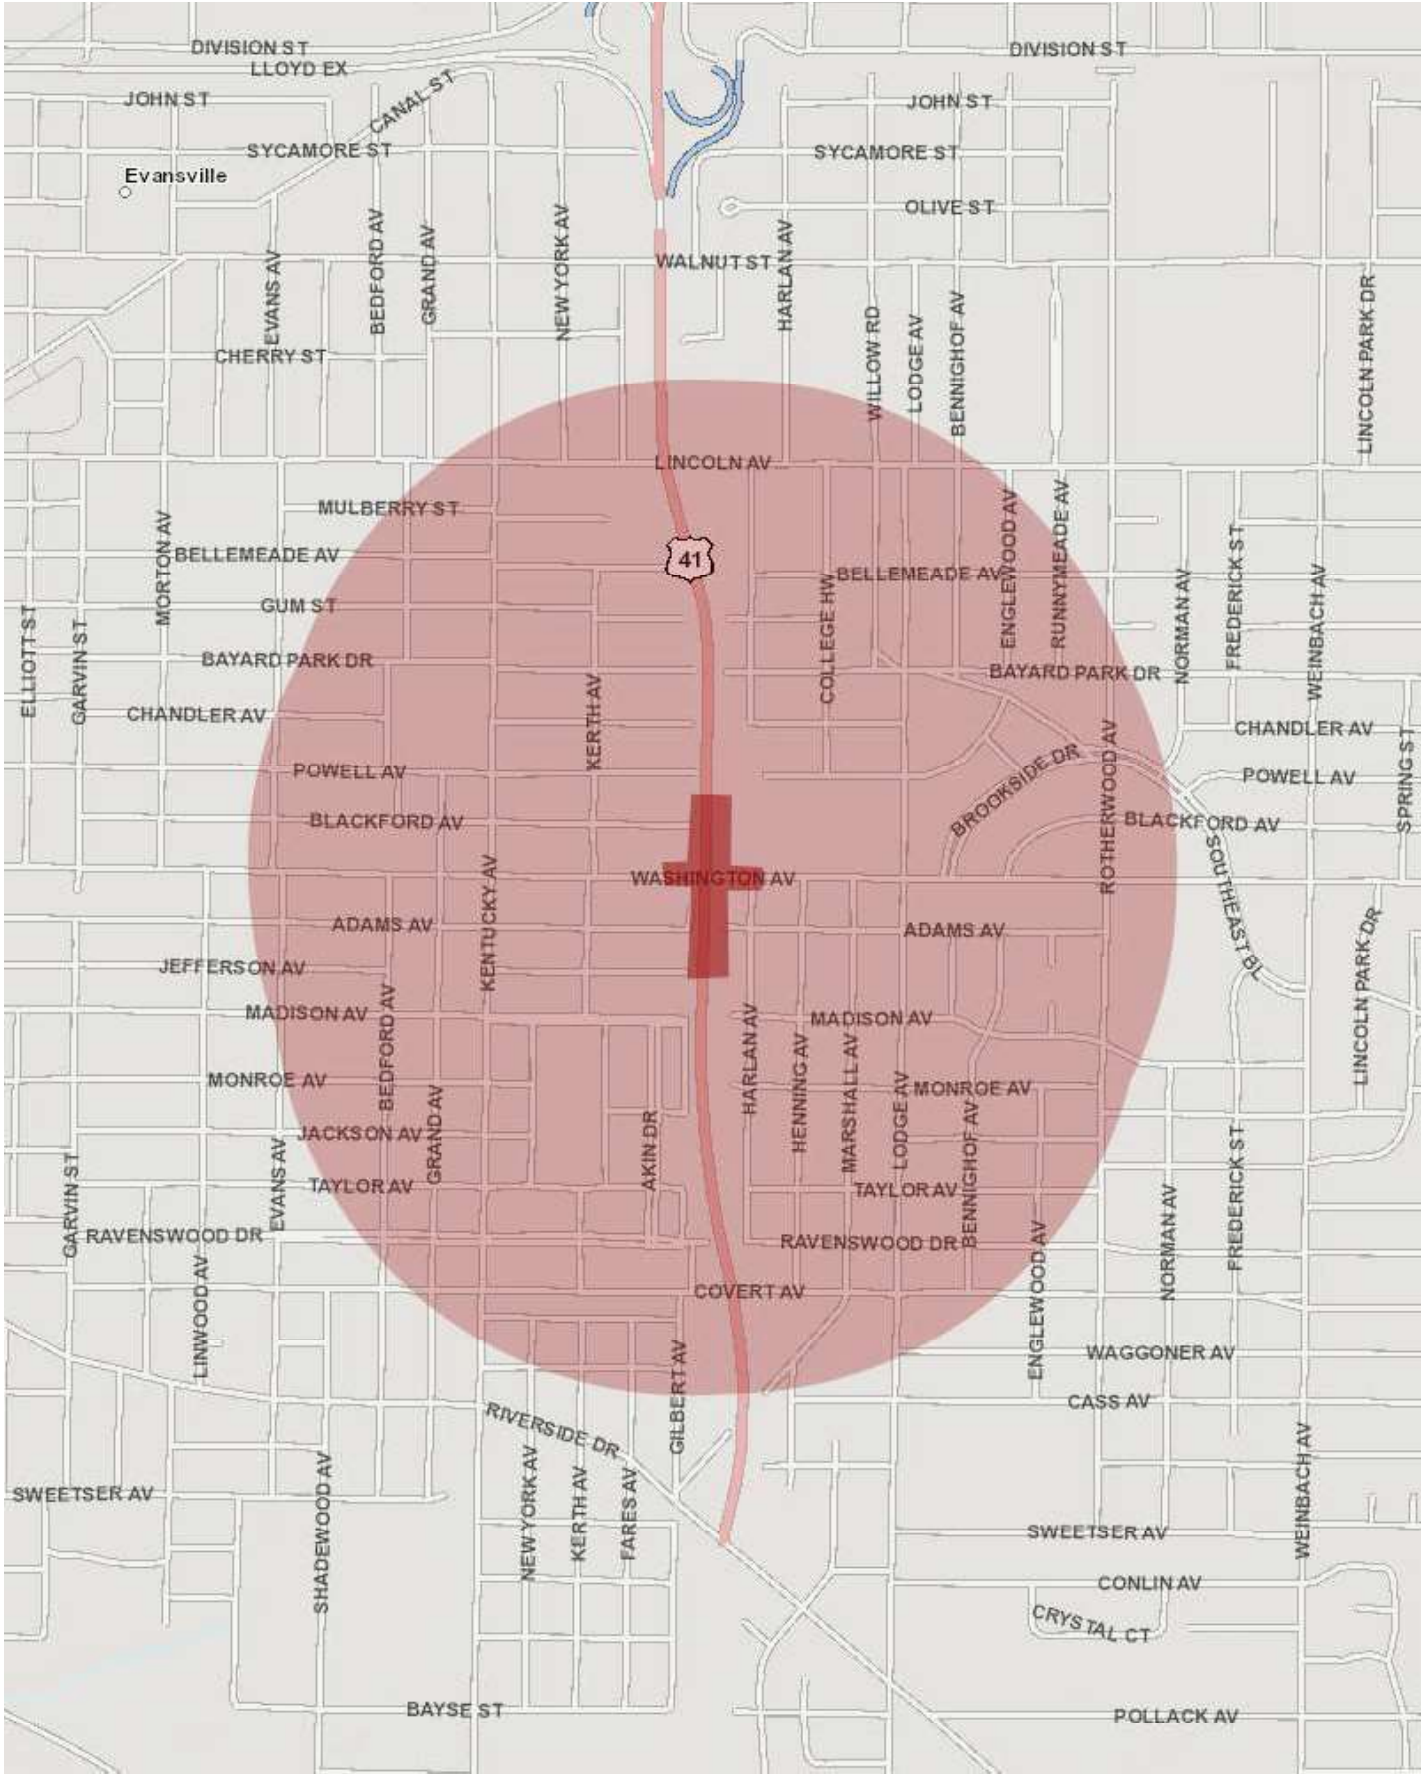 DIVISION ST
DIVISION ST
LLOYD EX
JOHN ST
CANAL ST
JOHN ST
SYCAMORE ST
SYCAMORE ST
Evansville
OLIVE ST
BEDFORD AV
GRAND AV
NEW YORK AV
HARLAN AV
EVANS AV
WALNUT ST
WILLOW RD
LODGE AV
BENNIGHOF AV
LINCOLN PARK DR
CHERRY ST
LINCOLN AV
MULBERRY ST
MORTON AV
BELLEMEADE AV
41
BELLEMEADE AV
ENGLEWOOD AV
RUNNYMEADE AV
COLLEGE HW
NORMAN AV
FREDERICK ST
WEINBACH AV
GUM ST
ELLIOTT ST
GARVIN ST
BAYARD PARK DR
BAYARD PARK DR
KERTH AV
CHANDLER AV
CHANDLER AV
ROTHERWOOD AV
SPRING ST
POWELL AV
BROOKSIDE DR
POWELL AV
BLACKFORD AV
BLACKFORD AV
SOUTHEAST BL
WASHINGTON AV
KENTUCKY AV
ADAMS AV
ADAMS AV
LINCOLN PARK DR
JEFFERSON AV
MADISON AV
MADISON AV
BEDFORD AV
HARLAN AV
HENNING AV
MARSHALL AV
LODGE AV
MONROE AV
MONROE AV
GRAND AV
BENNIGHOF AV
JACKSON AV
AKIN DR
FREDERICK ST
GARVIN ST
EVANS AV
TAYLOR AV
TAYLOR AV
NORMAN AV
RAVENSWOOD DR
RAVENSWOOD DR
ENGLEWOOD AV
LINWOOD AV
COVERT AV
WAGGONER AV
GILBERT AV
CASS AV
RIVERSIDE DR
WEINBACH AV
SHADEWOOD AV
NEW YORK AV
KERTH AV
FARES AV
SWEETSER AV
SWEETSER AV
CONLIN AV
CRYSTAL CT
BAYSE ST
POLLACK AV